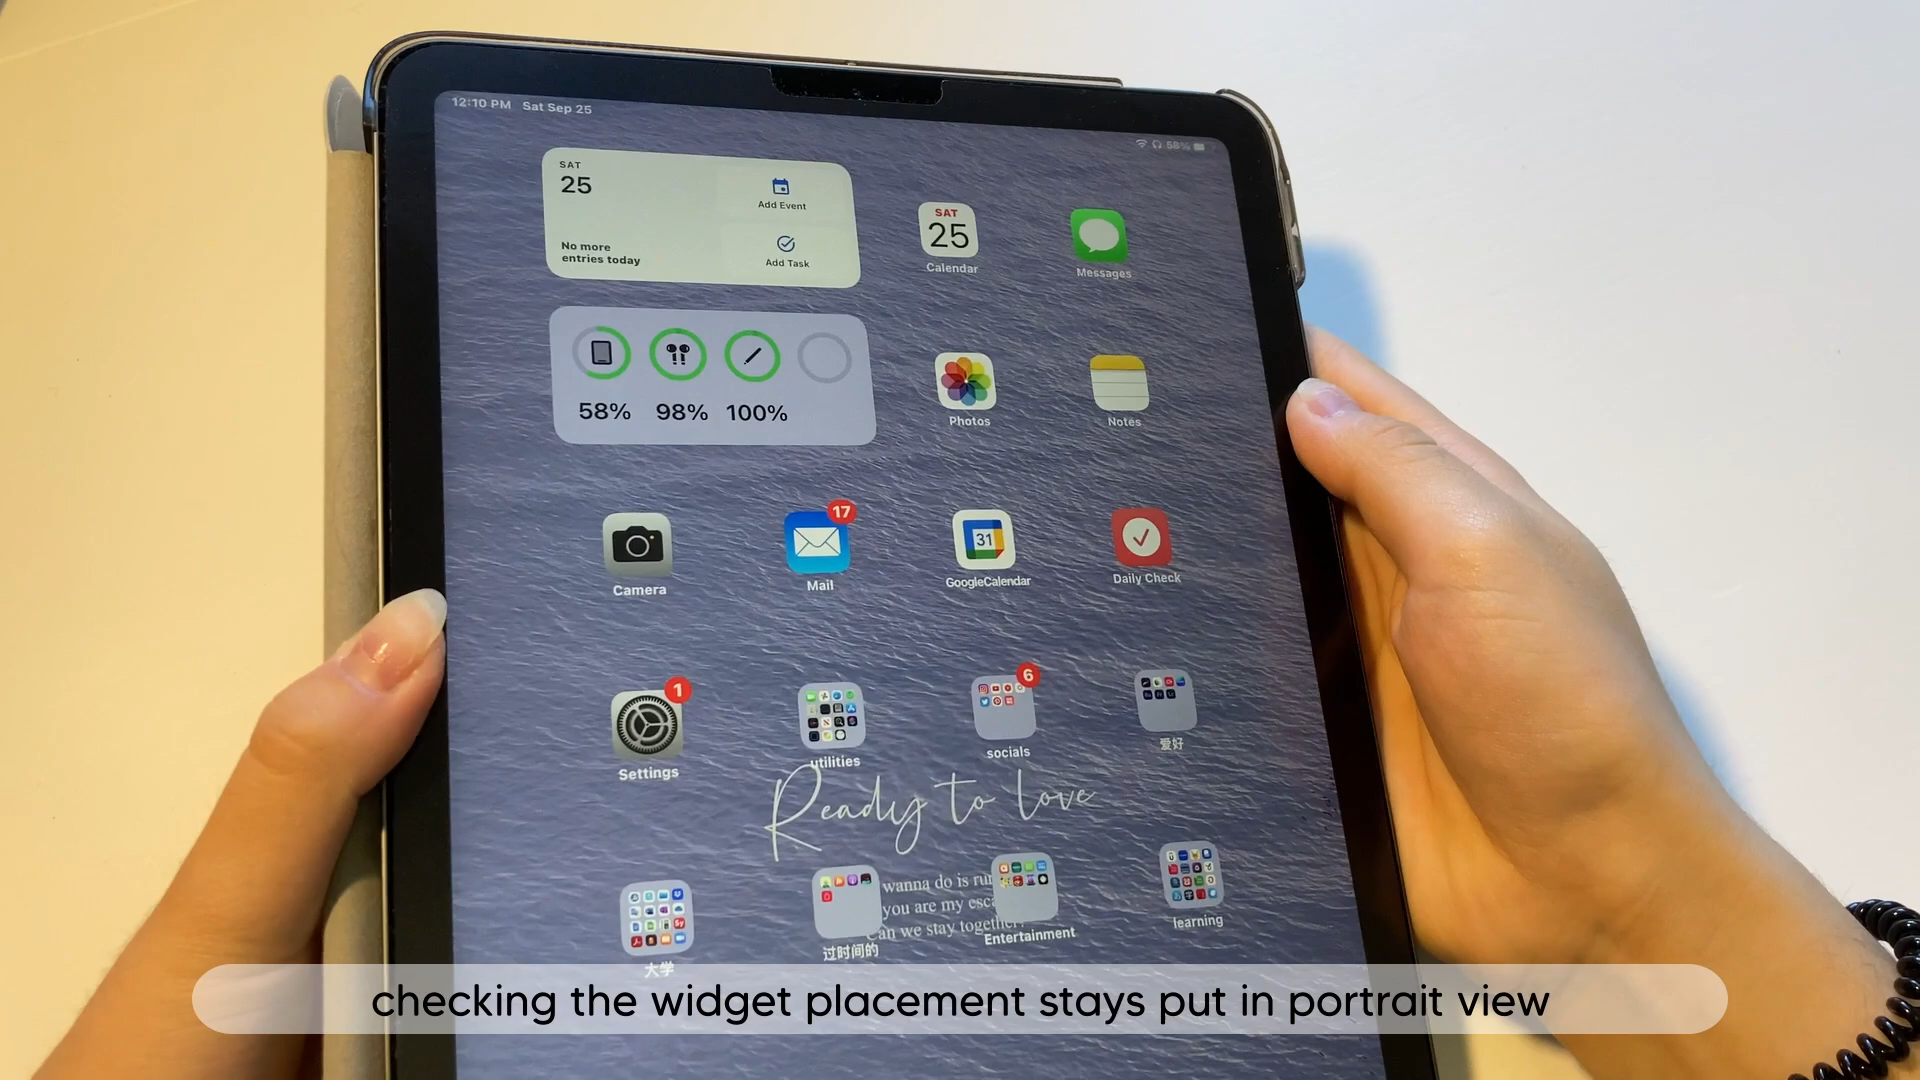 12:10 PM Sat Sep 25
58%
SAT
25
Add Event
No more
entries today
Add Task
SAT
25
Calendar
Messages
58% 98% 100%
Photos
Notes
Camera
17
Mail
31
GoogleCalendar
Daily Check
1
Settings
utilities
6
socials
爱好
Ready to love
wanna do is
you are my
Can we stay together
大学
过时间的
Entertainment
learning
checking the widget placement stays put in portrait view